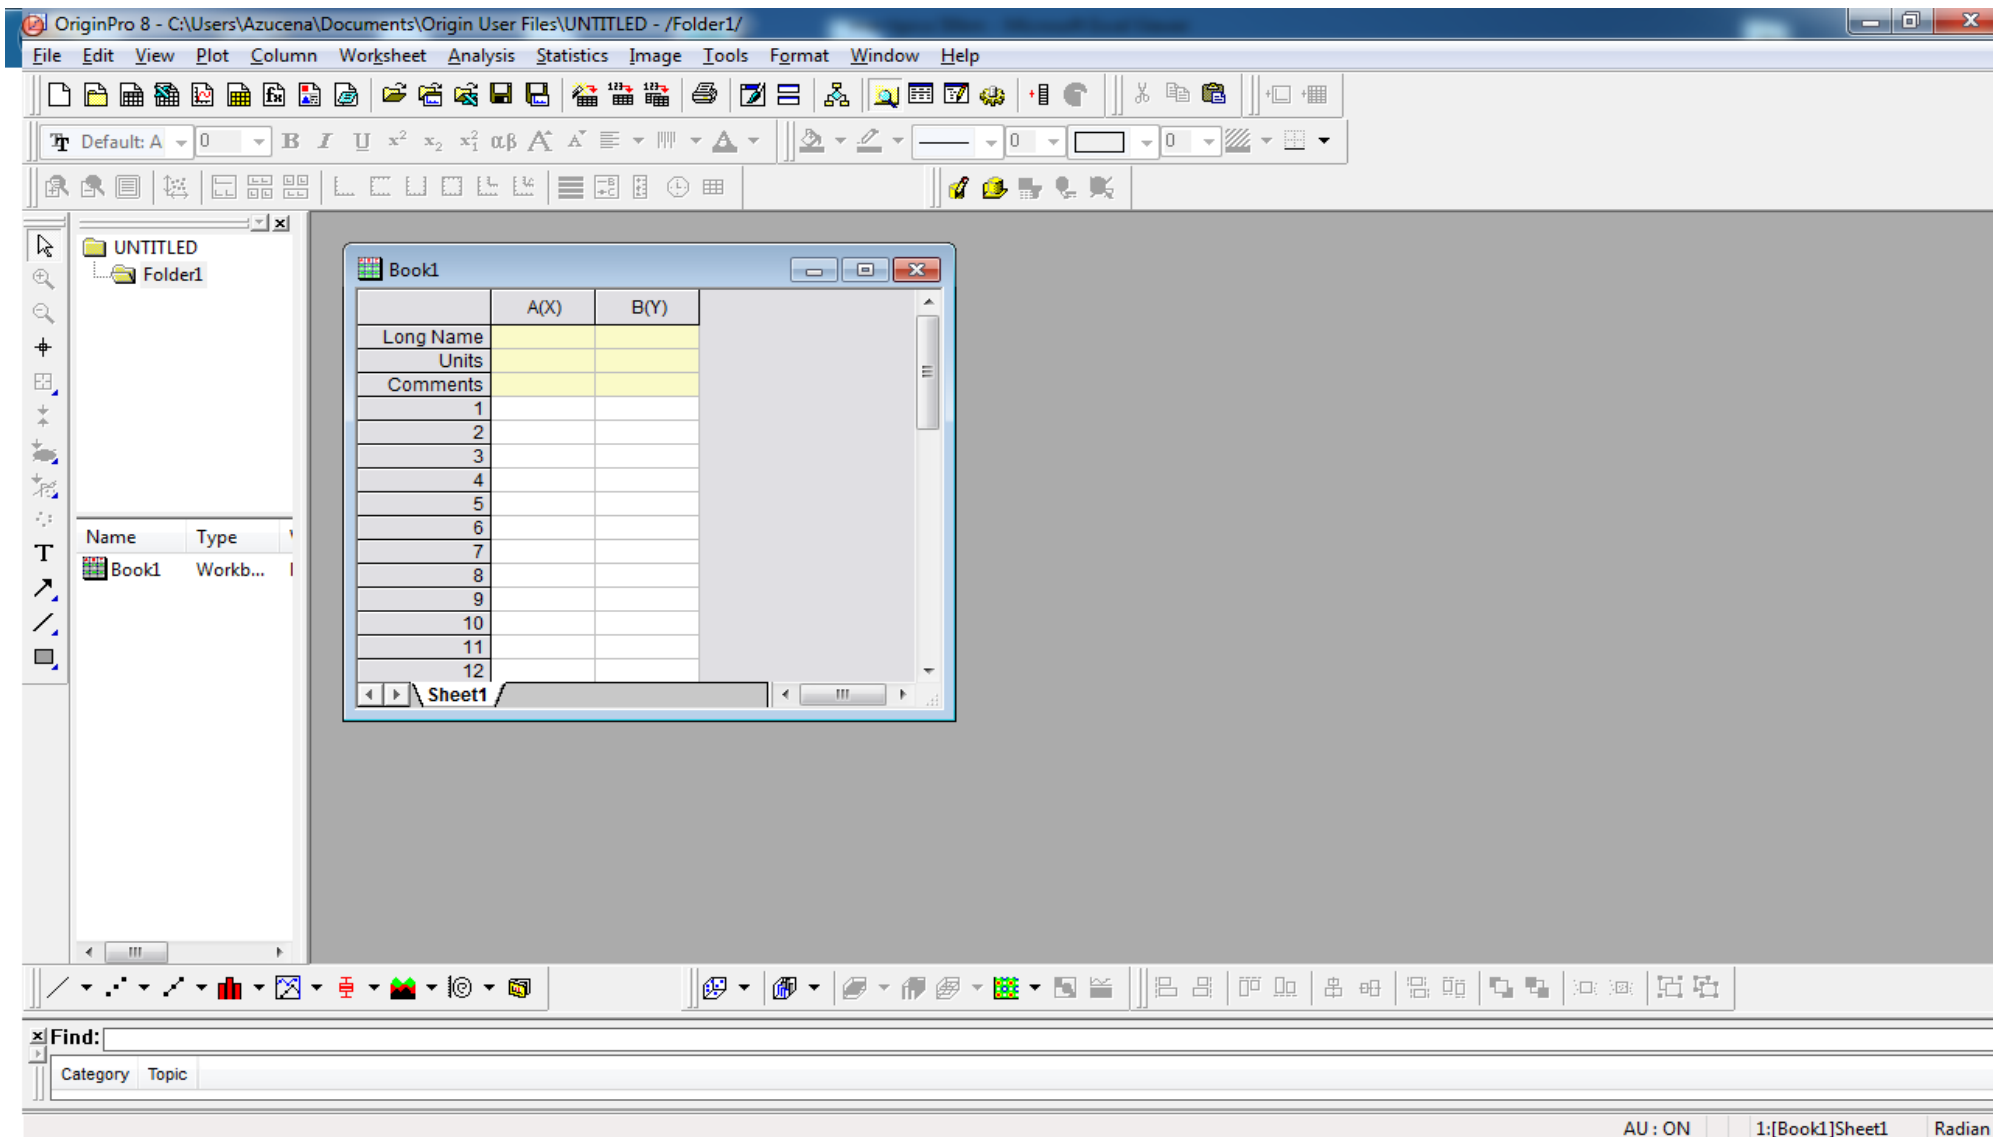 OriginPro 8 - C:\Users\Azucena\Documents\Origin User Files\UNTITLED - /Folder1/
File Edit View Plot Column Worksheet Analysis Statistics Image Tools Format Window Help
Default: A 0 B I U x² x₂ αβ A A A 0 0
UNTITLED
Folder1
Book1
A(X) B(Y)
Long Name
Units
Comments
1
2
3
4
5
6
7
8
9
10
11
12
Sheet1
Name Type
Book1 Workb...
T
Find:
Category Topic
AU : ON 1:[Book1]Sheet1 Radian